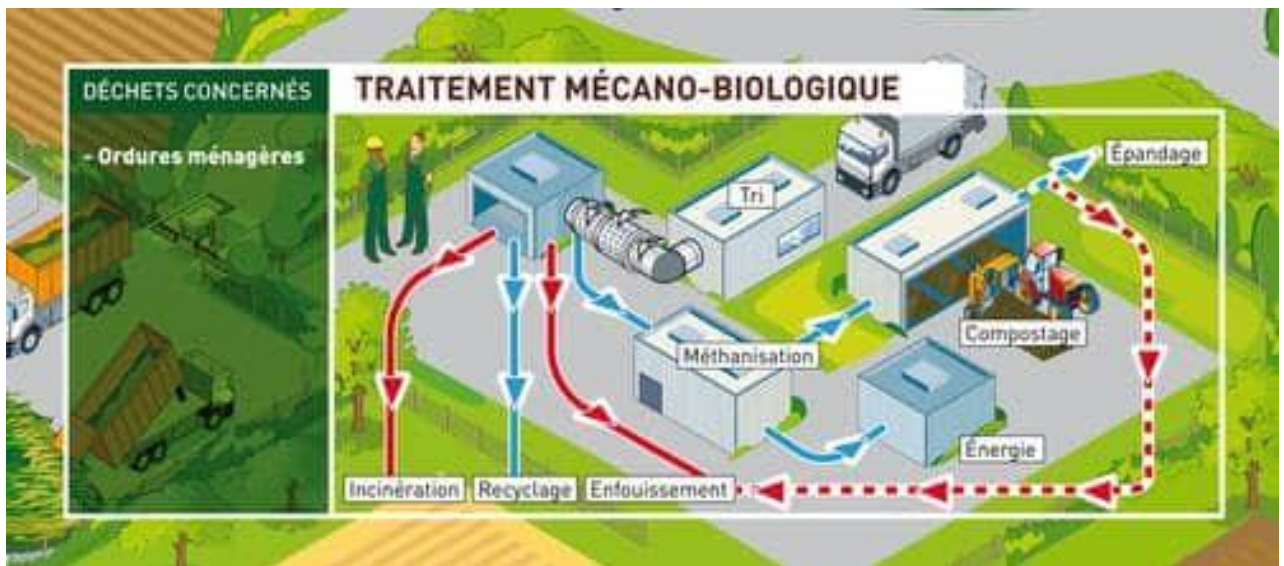 DÉCHETS CONCERNÉS
- Ordures ménagères
TRAITEMENT MÉCANO-BIOLOGIQUE
Épandage
Tri
Compostage
Méthanisation
Énergie
Incinération
Recyclage
Enfouissement